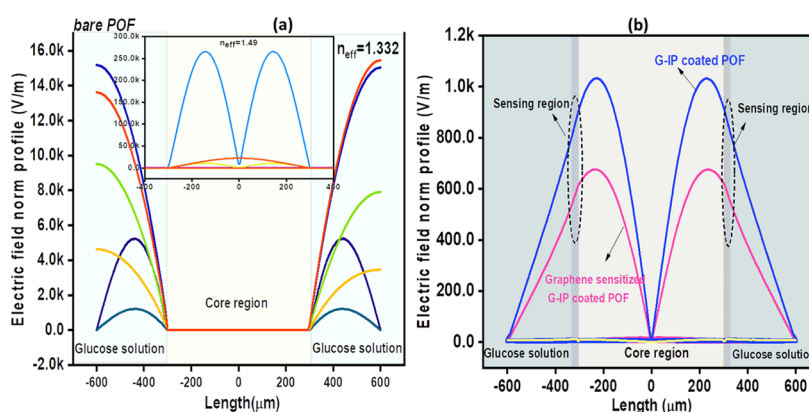 bare POF
(a)
n_eff=1.332
Electric field norm profile (V/m)
16.0k
14.0k
12.0k
10.0k
8.0k
6.0k
4.0k
2.0k
0.0
-2.0k
n_eff=1.49
300.0k
250.0k
200.0k
150.0k
100.0k
50.0k
0.0
-400
-200
0
200
400
Core region
Glucose solution
Glucose solution
-600
-400
-200
0
200
400
600
Length(μm)
(b)
Electric field norm profile (V/m)
1.2k
1.0k
800.0
600.0
400.0
200.0
0.0
G-IP coated POF
Sensing region
Sensing region
Graphene sensitized
G-IP coated POF
Glucose solution
Core region
Glucose solution
-600
-400
-200
0
200
400
600
Length (μm)